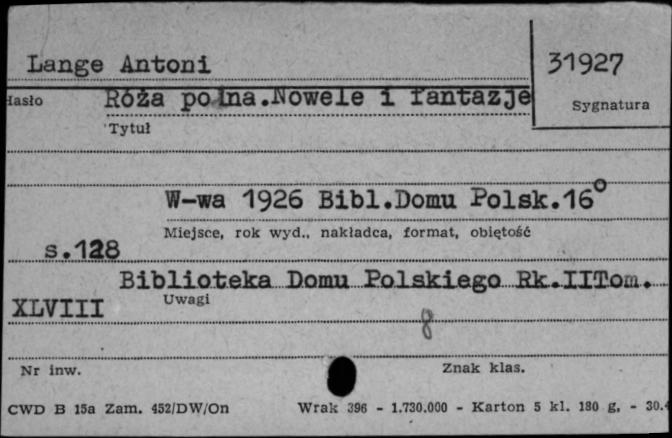 Lange Antoni
31927
Hasło
Róża polna.Nowele i fantazje
Sygnatura
Tytuł
W-wa 1926 Bibl.Domu Polsk.16°
Miejsce, rok wyd., nakładca, format, objętość
s.128
Biblioteka Domu Polskiego Rk.IITom.
Uwagi
XLVIII
8
Nr inw.
Znak klas.
CWD B 15a Zam. 452/DW/On Wrak 396 - 1.730.000 - Karton 5 kl. 180 g. - 30.4